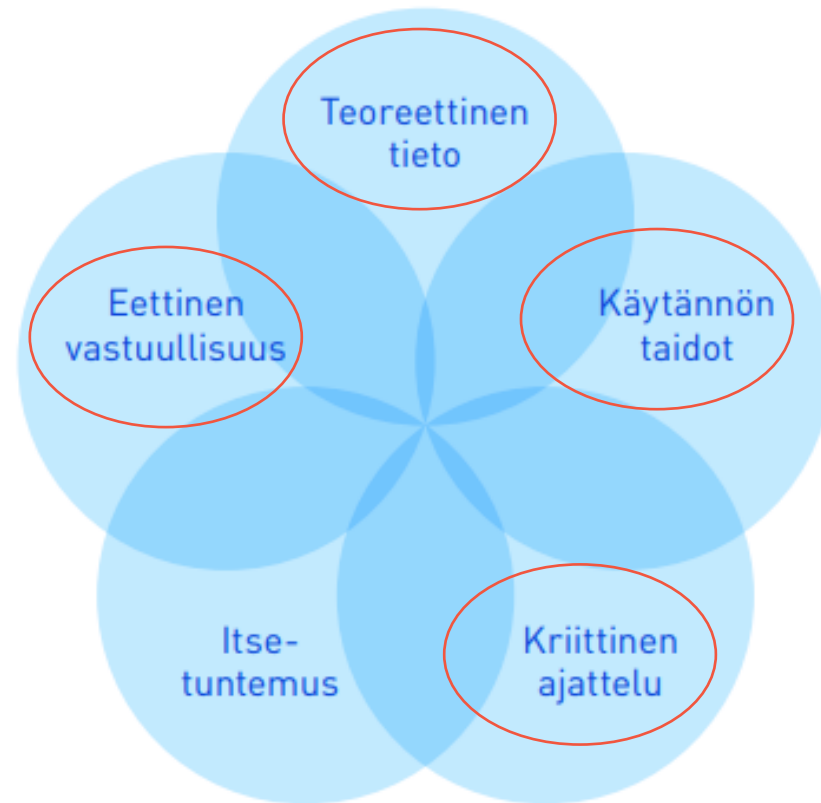 Teoreettinen
tieto
Eettinen
vastuullisuus
Käytännön
taidot
Itse-
tuntemus
Kriittinen
ajattelu